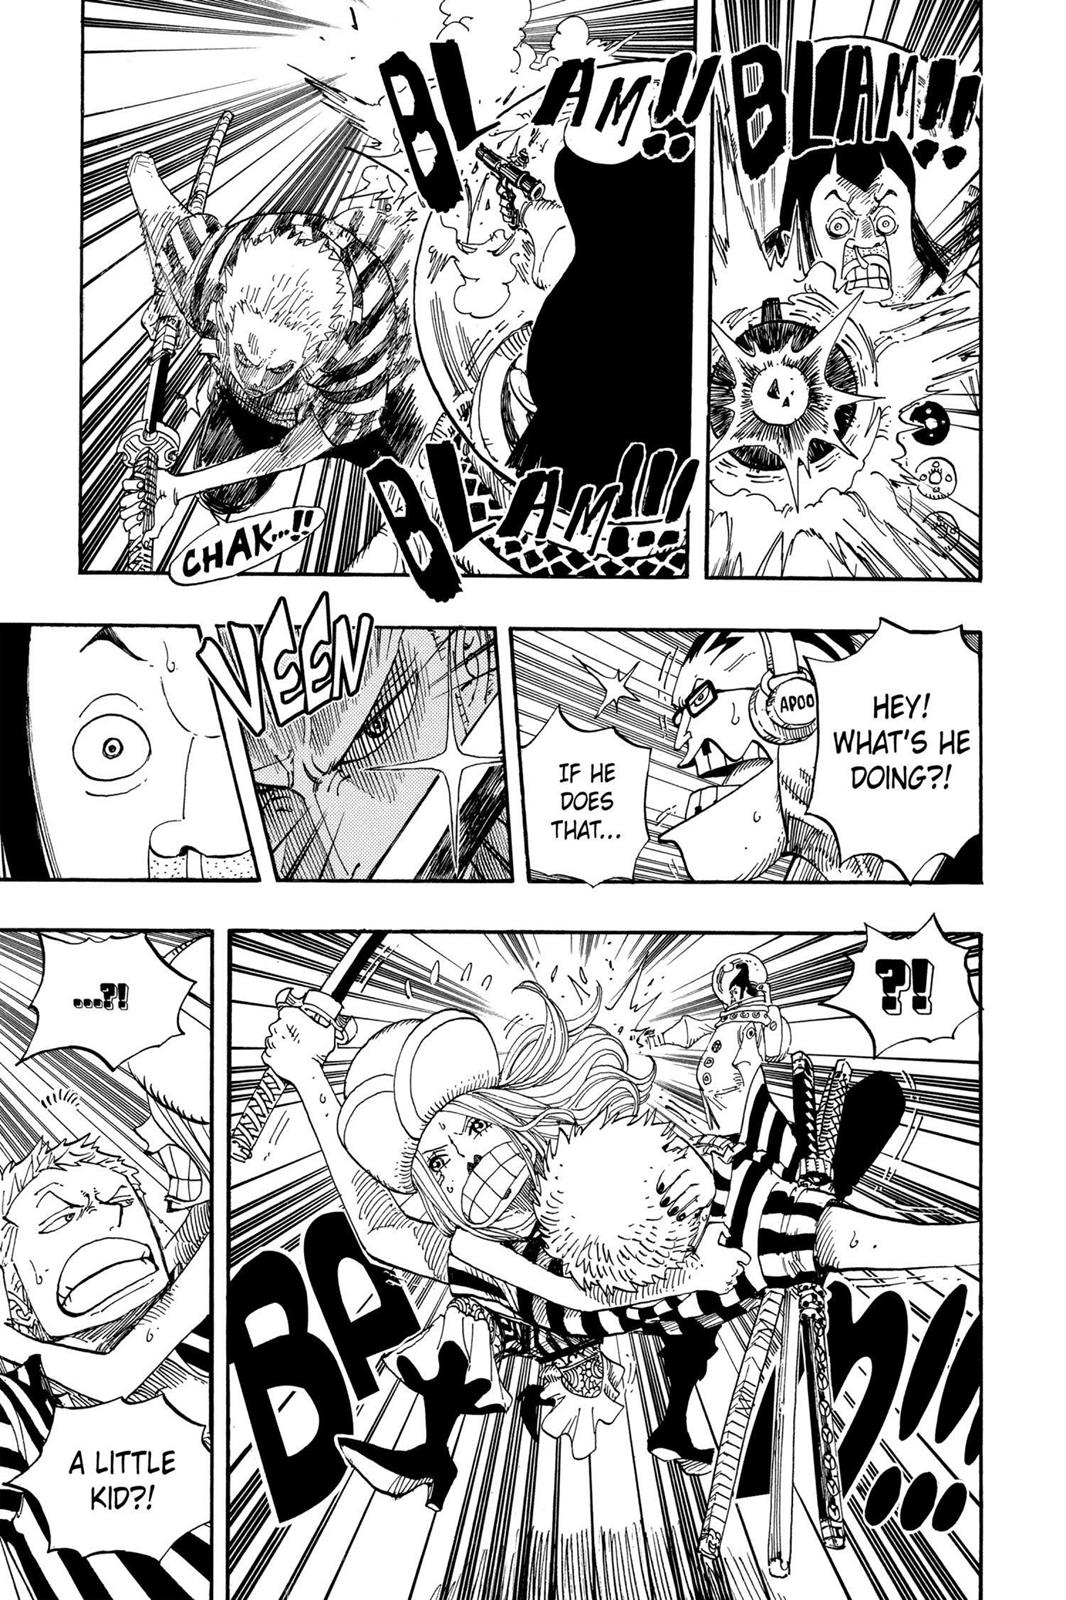 BLAM!!
BLAM!!
BLAM!!!
CHAK...!!
HEY!
WHAT'S HE
DOING?!
APOO
IF HE
DOES
THAT...
VEEN
?!
BAM!!!
...?!
A LITTLE
KID?!